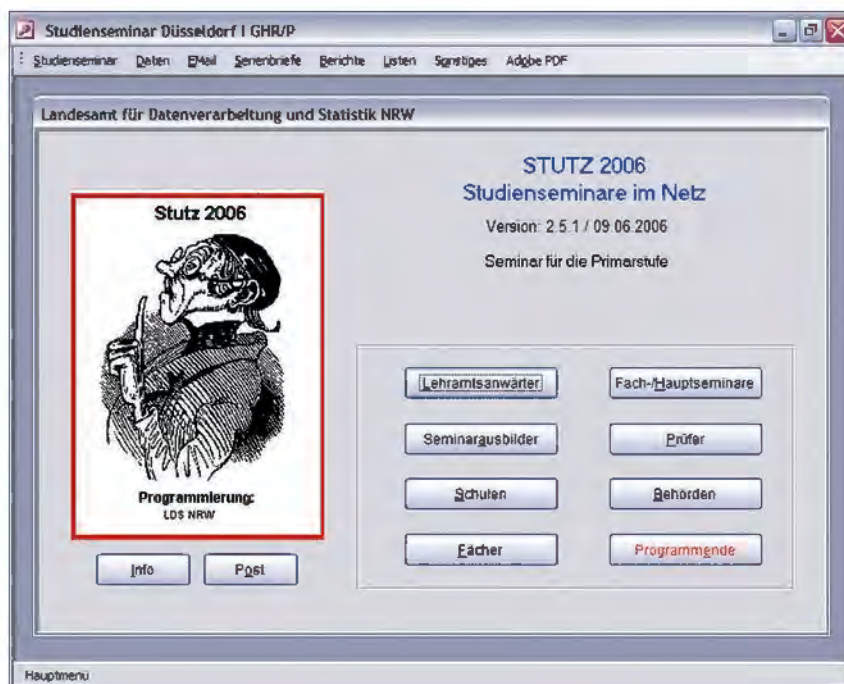 Studienseminar Düsseldorf I GHR/P
Studienseminar Daten EMail Serienbriefe Berichte Listen Sonstiges Adobe PDF
Landesamt für Datenverarbeitung und Statistik NRW
STUTZ 2006
Studienseminare im Netz
Version: 2.5.1 / 09.06.2006
Seminar für die Primarstufe
Stutz 2006
Programmierung:
LDS NRW
Info Post
Lehramtsanwärter Fach-/Hauptseminare
Seminarausbilder Prüfer
Schulen Behörden
Fächer Programmende
Hauptmenü